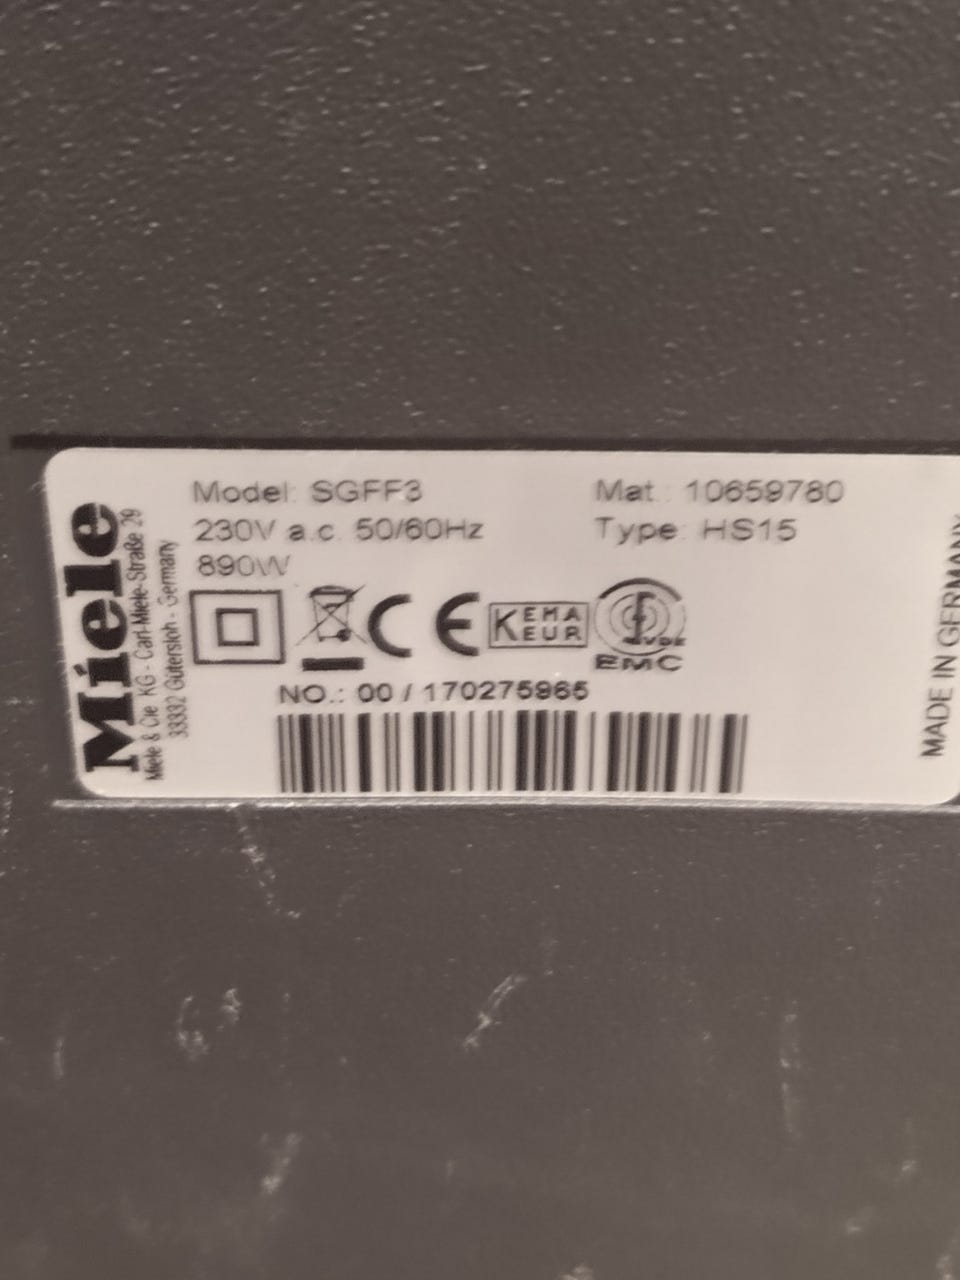 Miele
Miele & Cie KG - Carl-Miele-Straße 29
33332 Gütersloh - Germany
Model: SGFF3
230V a.c. 50/60Hz
890W
Mat.: 10659780
Type: HS15
CE
KEMA
KEUR
VDE
EMC
NO.: 00 / 170275965
MADE IN GERMANY